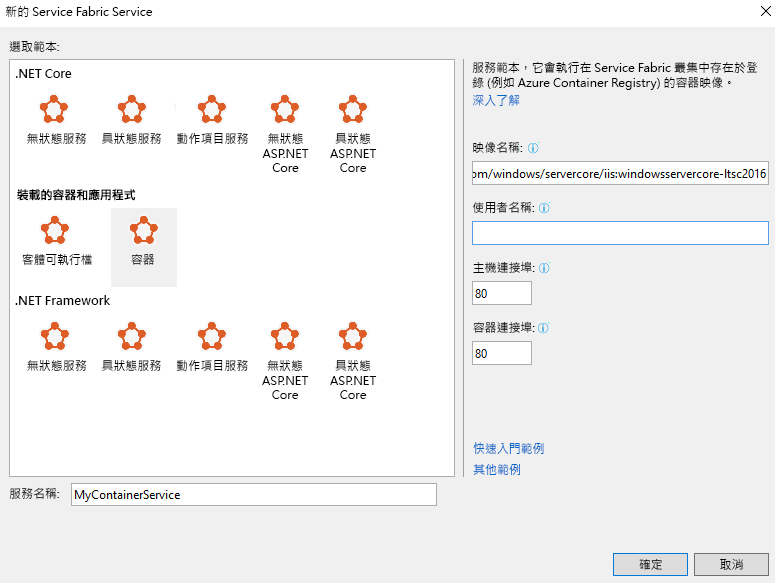 新的 Service Fabric Service
選取範本:
.NET Core
無狀態服務
具狀態服務
動作項目服務
無狀態
ASP.NET
Core
具狀態
ASP.NET
Core
裝載的容器和應用程式
客體可執行檔
容器
.NET Framework
無狀態服務
具狀態服務
動作項目服務
無狀態
ASP.NET
Core
具狀態
ASP.NET
Core
服務範本，它會執行在 Service Fabric 叢集中存在於登
錄 (例如 Azure Container Registry) 的容器映像。
深入了解
映像名稱:
om/windows/servercore/iis:windowsservercore-ltsc2016
使用者名稱:
主機連接埠:
80
容器連接埠:
80
快速入門範例
其他範例
服務名稱:
MyContainerService
確定
取消